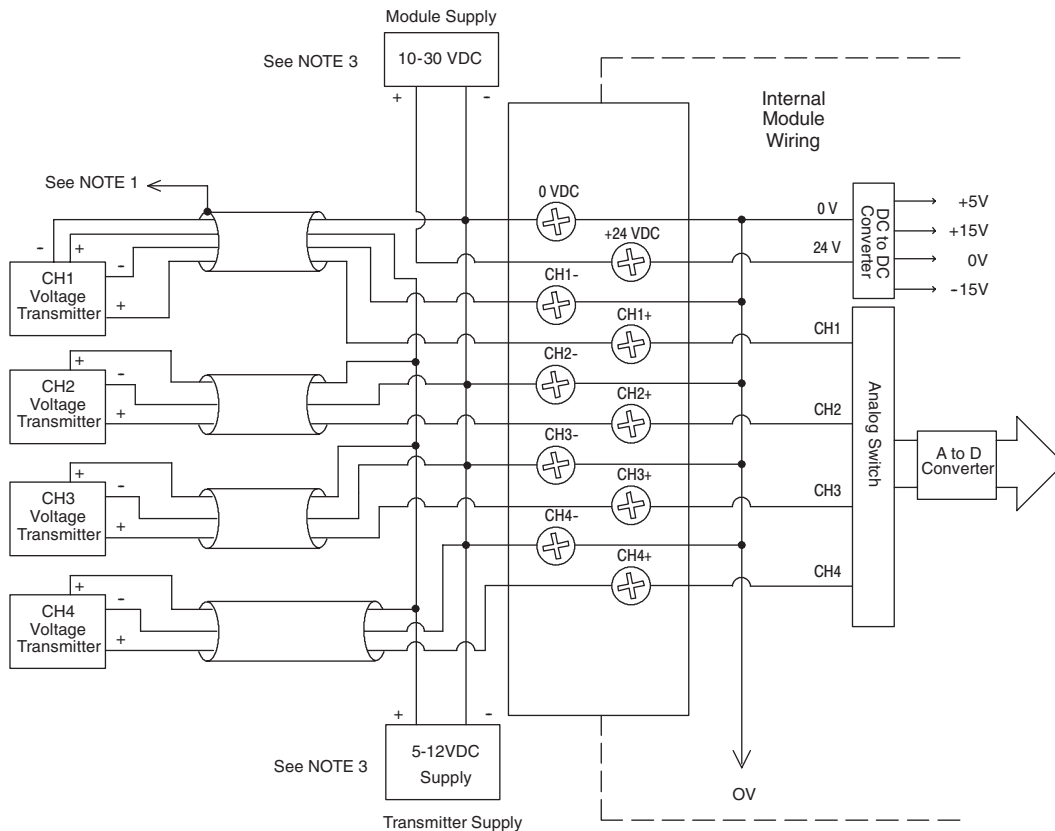 Module Supply
10-30 VDC
See NOTE 3
+ -
Internal
Module
Wiring
See NOTE 1
0 VDC
+24 VDC
0 V
24 V
DC to DC
Converter
+5V
+15V
0V
-15V
- +
-
+
CH1
Voltage
Transmitter
CH1-
CH1+
CH1
+
-
+
CH2
Voltage
Transmitter
CH2-
CH2+
CH2
Analog Switch
A to D
Converter
+
-
+
CH3
Voltage
Transmitter
CH3-
CH3+
CH3
+
-
+
CH4
Voltage
Transmitter
CH4-
CH4+
CH4
+ -
5-12VDC
Supply
See NOTE 3
Transmitter Supply
OV